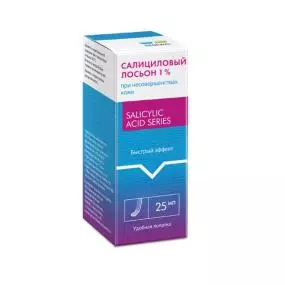 САЛИЦИЛОВЫЙ
ЛОСЬОН 1%
при несовершенствах
кожи
SALICYLIC
ACID SERIES
Быстрый эффект
25 мл
Удобная лопатка